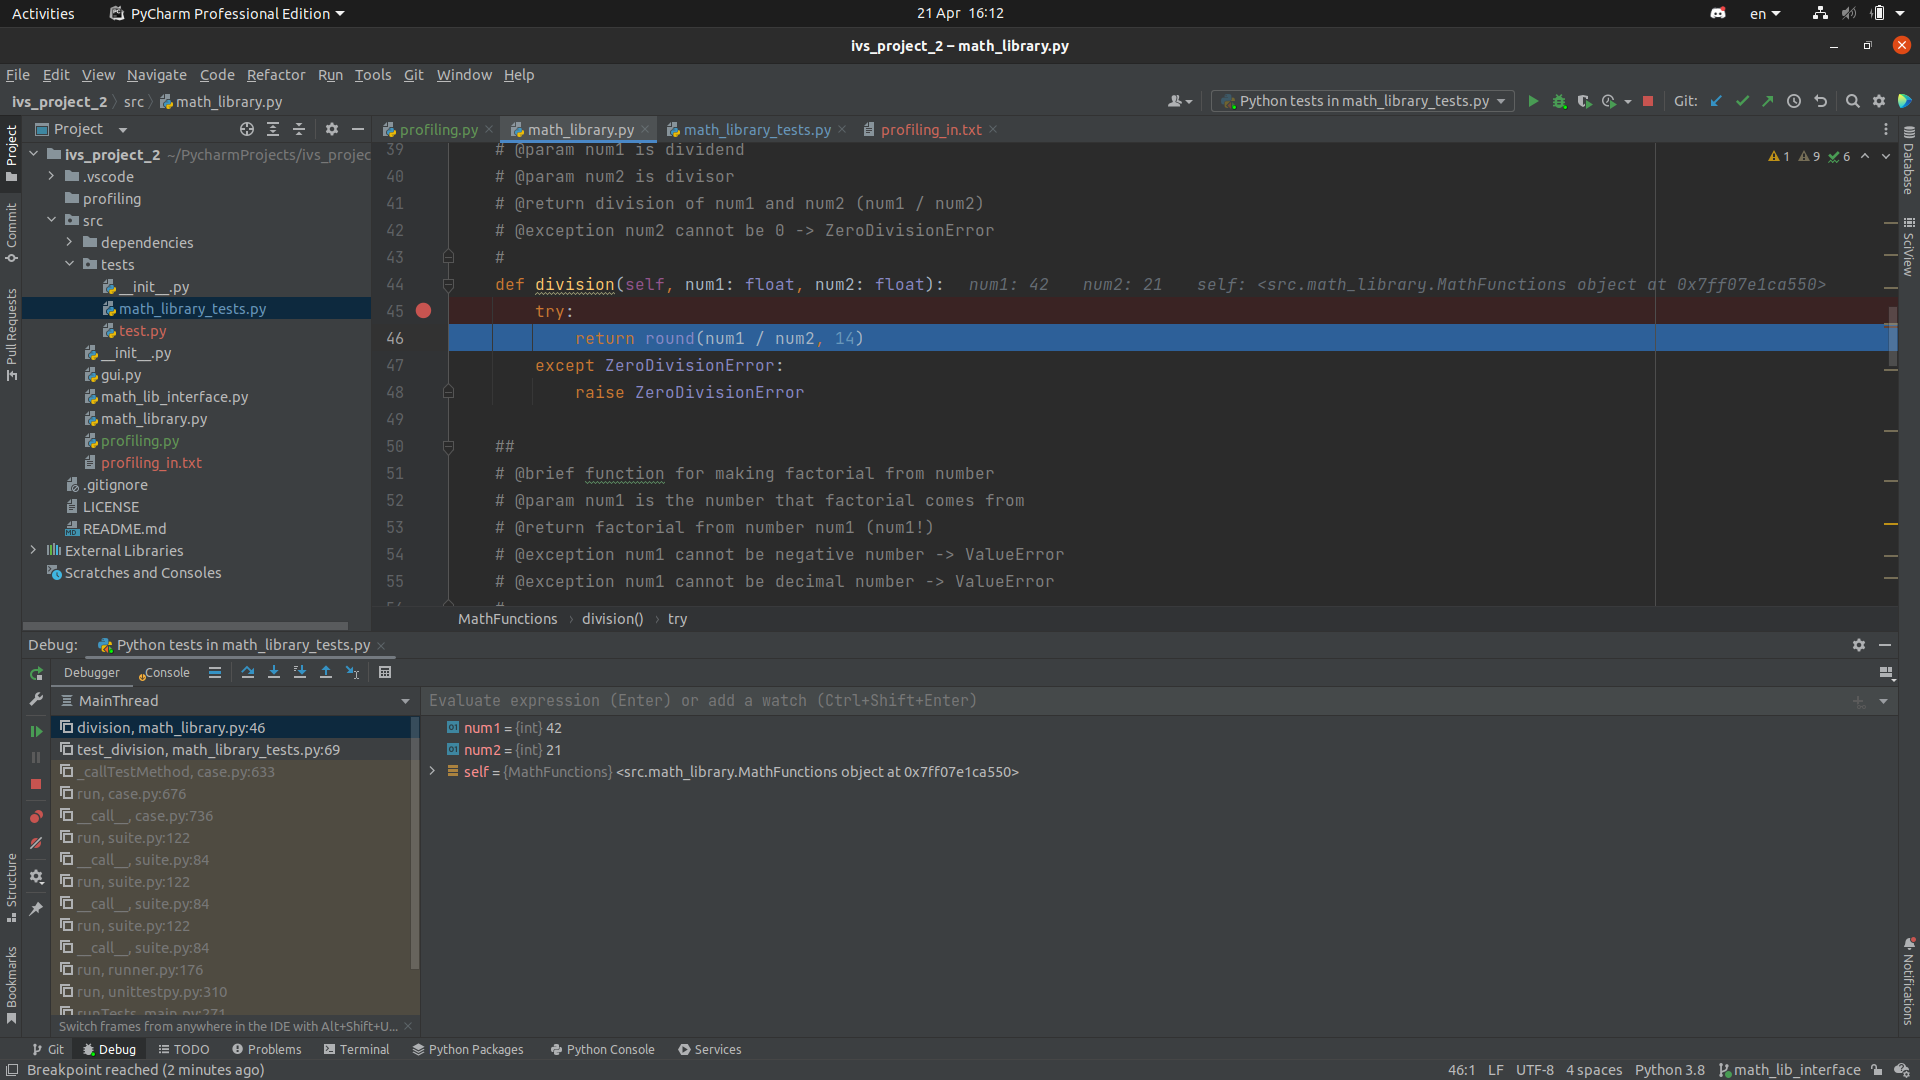 Activities
PyCharm Professional Edition
21 Apr 16:12
en
ivs_project_2 – math_library.py
File Edit View Navigate Code Refactor Run Tools Git Window Help
ivs_project_2 src math_library.py
Python tests in math_library_tests.py
Git:
Project
profiling.py
math_library.py
math_library_tests.py
profiling_in.txt
Project
Commit
Pull Requests
Structure
Bookmarks
ivs_project_2 ~/PycharmProjects/ivs_projec
.vscode
profiling
src
dependencies
tests
__init__.py
math_library_tests.py
test.py
__init__.py
gui.py
math_lib_interface.py
math_library.py
profiling.py
profiling_in.txt
.gitignore
LICENSE
README.md
External Libraries
Scratches and Consoles
1 9 6
39 # @param num1 is dividend
40 # @param num2 is divisor
41 # @return division of num1 and num2 (num1 / num2)
42 # @exception num2 cannot be 0 -> ZeroDivisionError
43 #
44 def division(self, num1: float, num2: float): num1: 42 num2: 21 self: <src.math_library.MathFunctions object at 0x7ff07e1ca550>
45 try:
46 return round(num1 / num2, 14)
47 except ZeroDivisionError:
48 raise ZeroDivisionError
49
50 ##
51 # @brief function for making factorial from number
52 # @param num1 is the number that factorial comes from
53 # @return factorial from number num1 (num1!)
54 # @exception num1 cannot be negative number -> ValueError
55 # @exception num1 cannot be decimal number -> ValueError
MathFunctions › division() › try
Database
SciView
Notifications
Debug: Python tests in math_library_tests.py
Debugger Console
MainThread
Evaluate expression (Enter) or add a watch (Ctrl+Shift+Enter)
division, math_library.py:46
test_division, math_library_tests.py:69
_callTestMethod, case.py:633
run, case.py:676
__call__, case.py:736
run, suite.py:122
__call__, suite.py:84
run, suite.py:122
__call__, suite.py:84
run, suite.py:122
__call__, suite.py:84
run, runner.py:176
run, unittestpy.py:310
runTests, main.py:271
num1 = {int} 42
num2 = {int} 21
self = {MathFunctions} <src.math_library.MathFunctions object at 0x7ff07e1ca550>
Switch frames from anywhere in the IDE with Alt+Shift+U...
Git Debug TODO Problems Terminal Python Packages Python Console Services
Breakpoint reached (2 minutes ago)
46:1 LF UTF-8 4 spaces Python 3.8 math_lib_interface